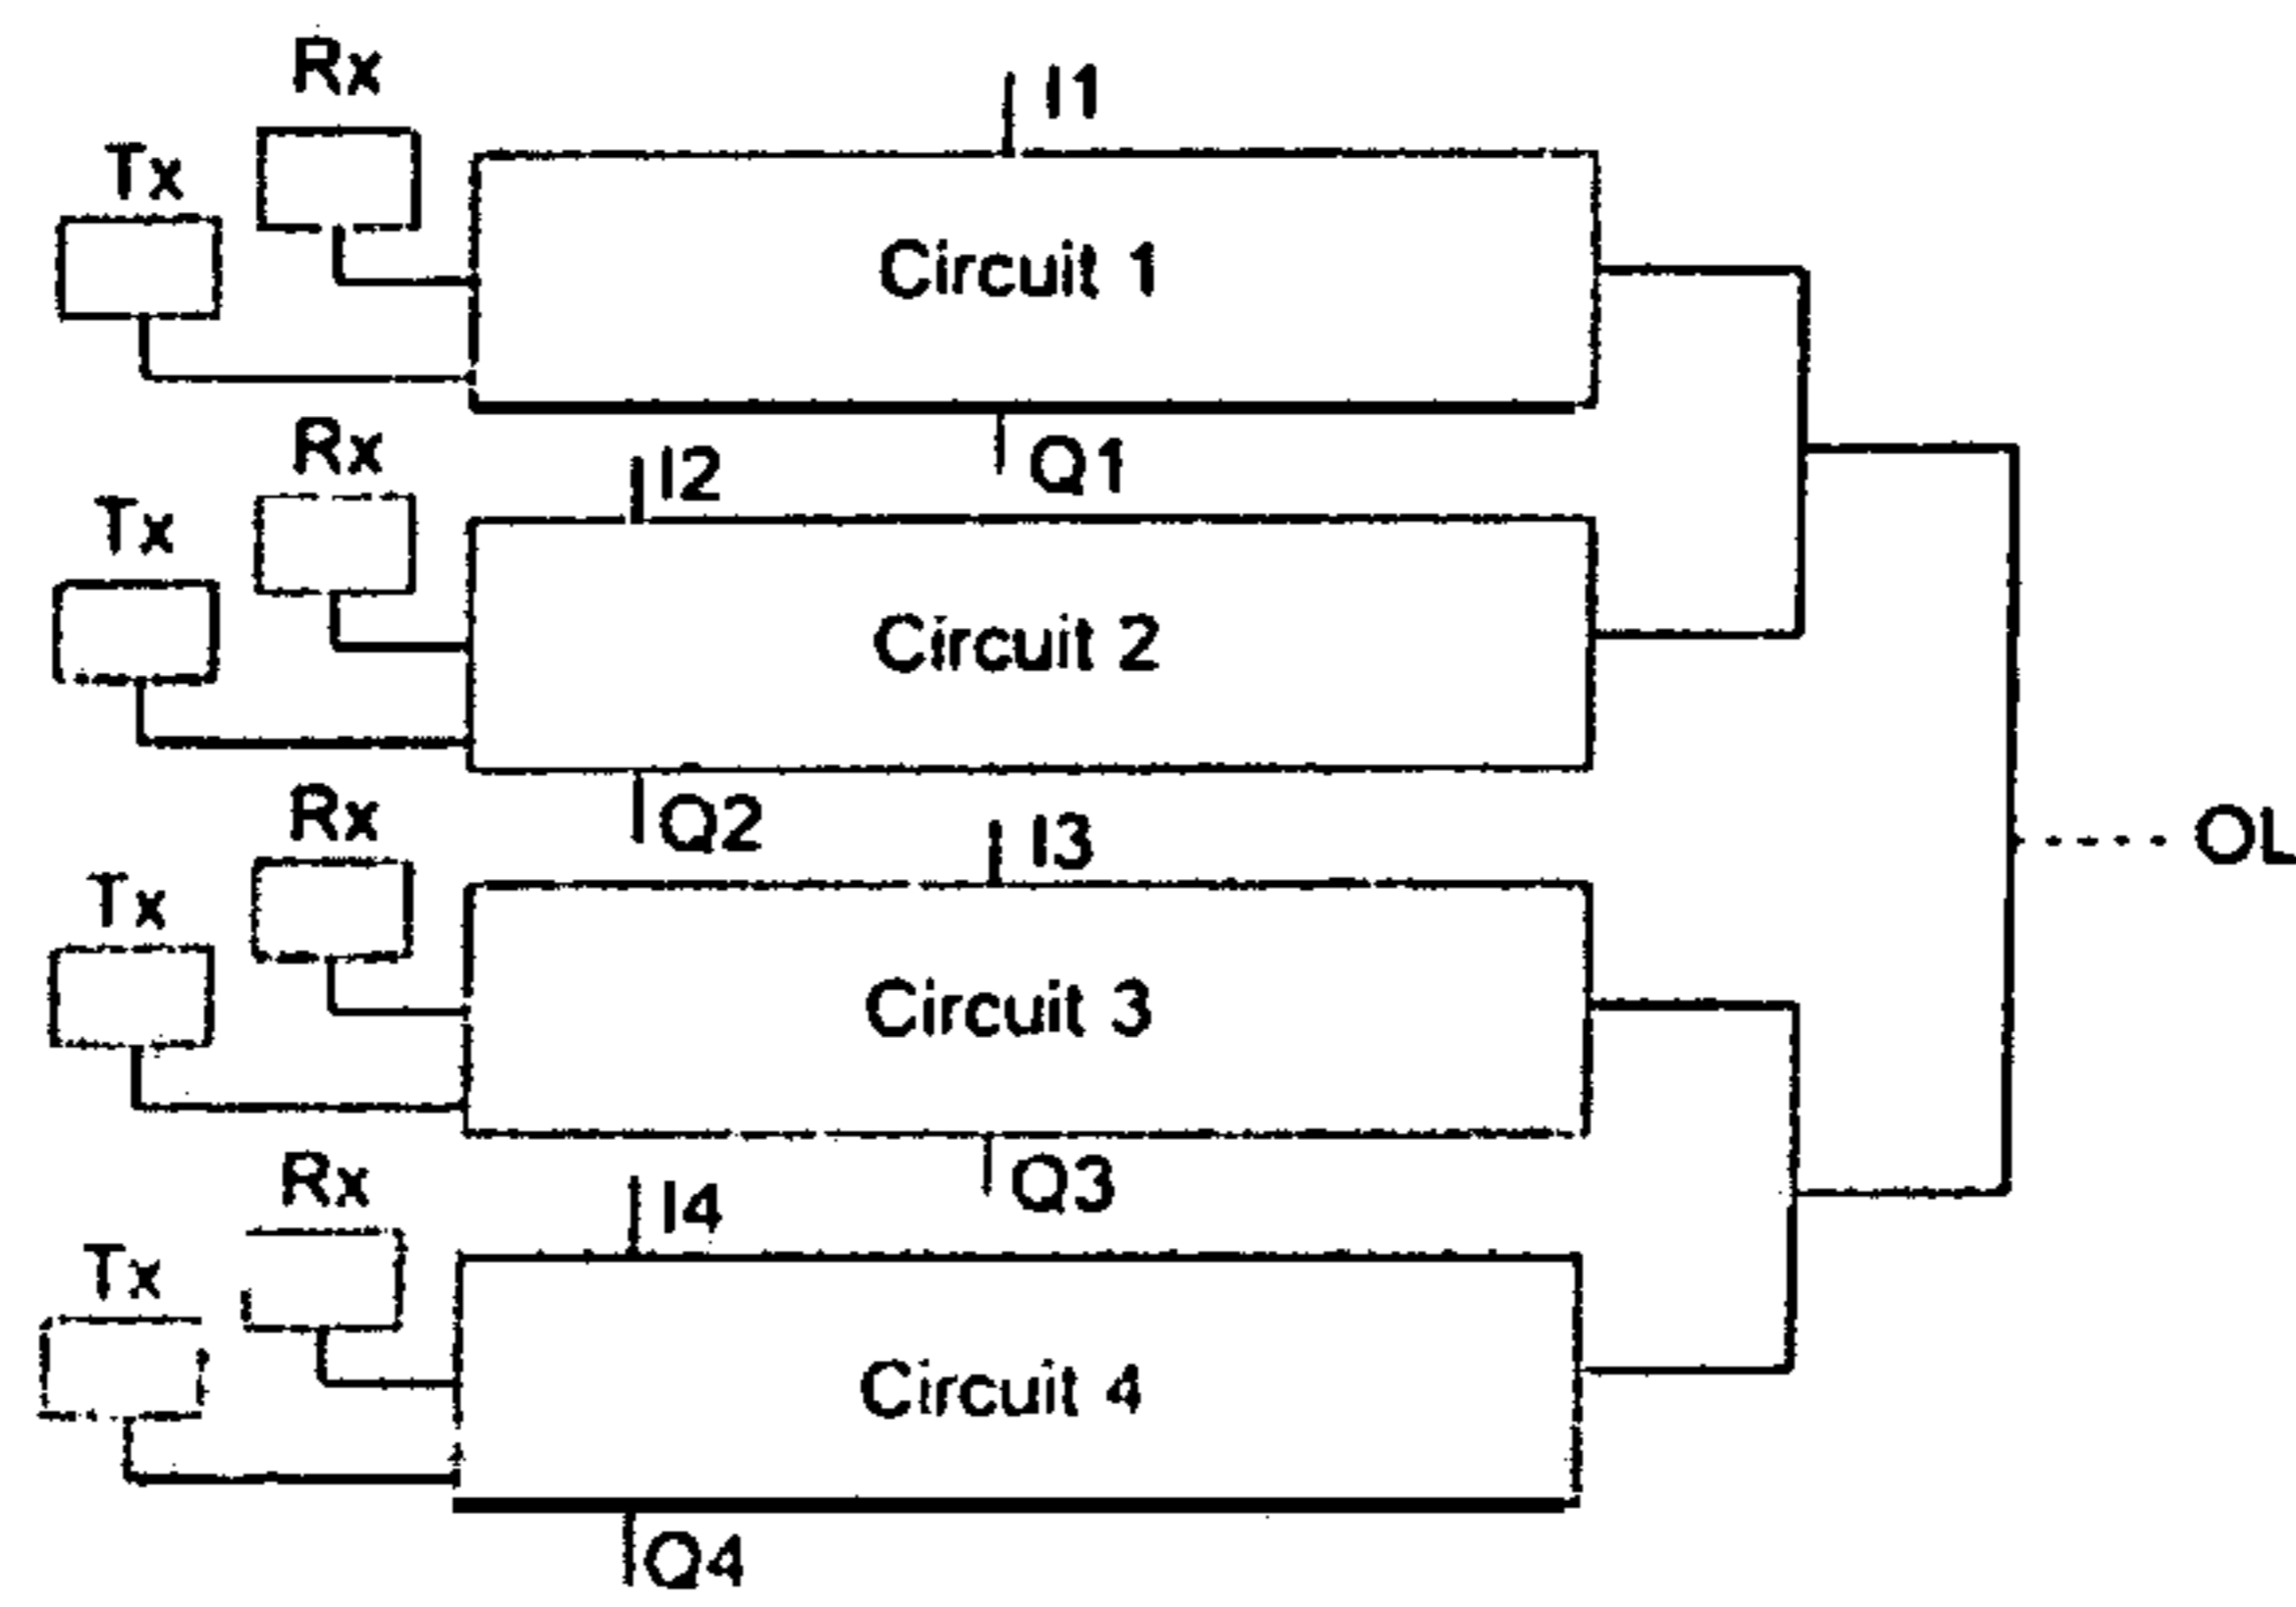 Rx
I1
Tx
Circuit 1
Rx
I2
Q1
Tx
Circuit 2
Rx
Q2
I3
OL
Tx
Circuit 3
Rx
I4
Q3
Tx
Circuit 4
Q4